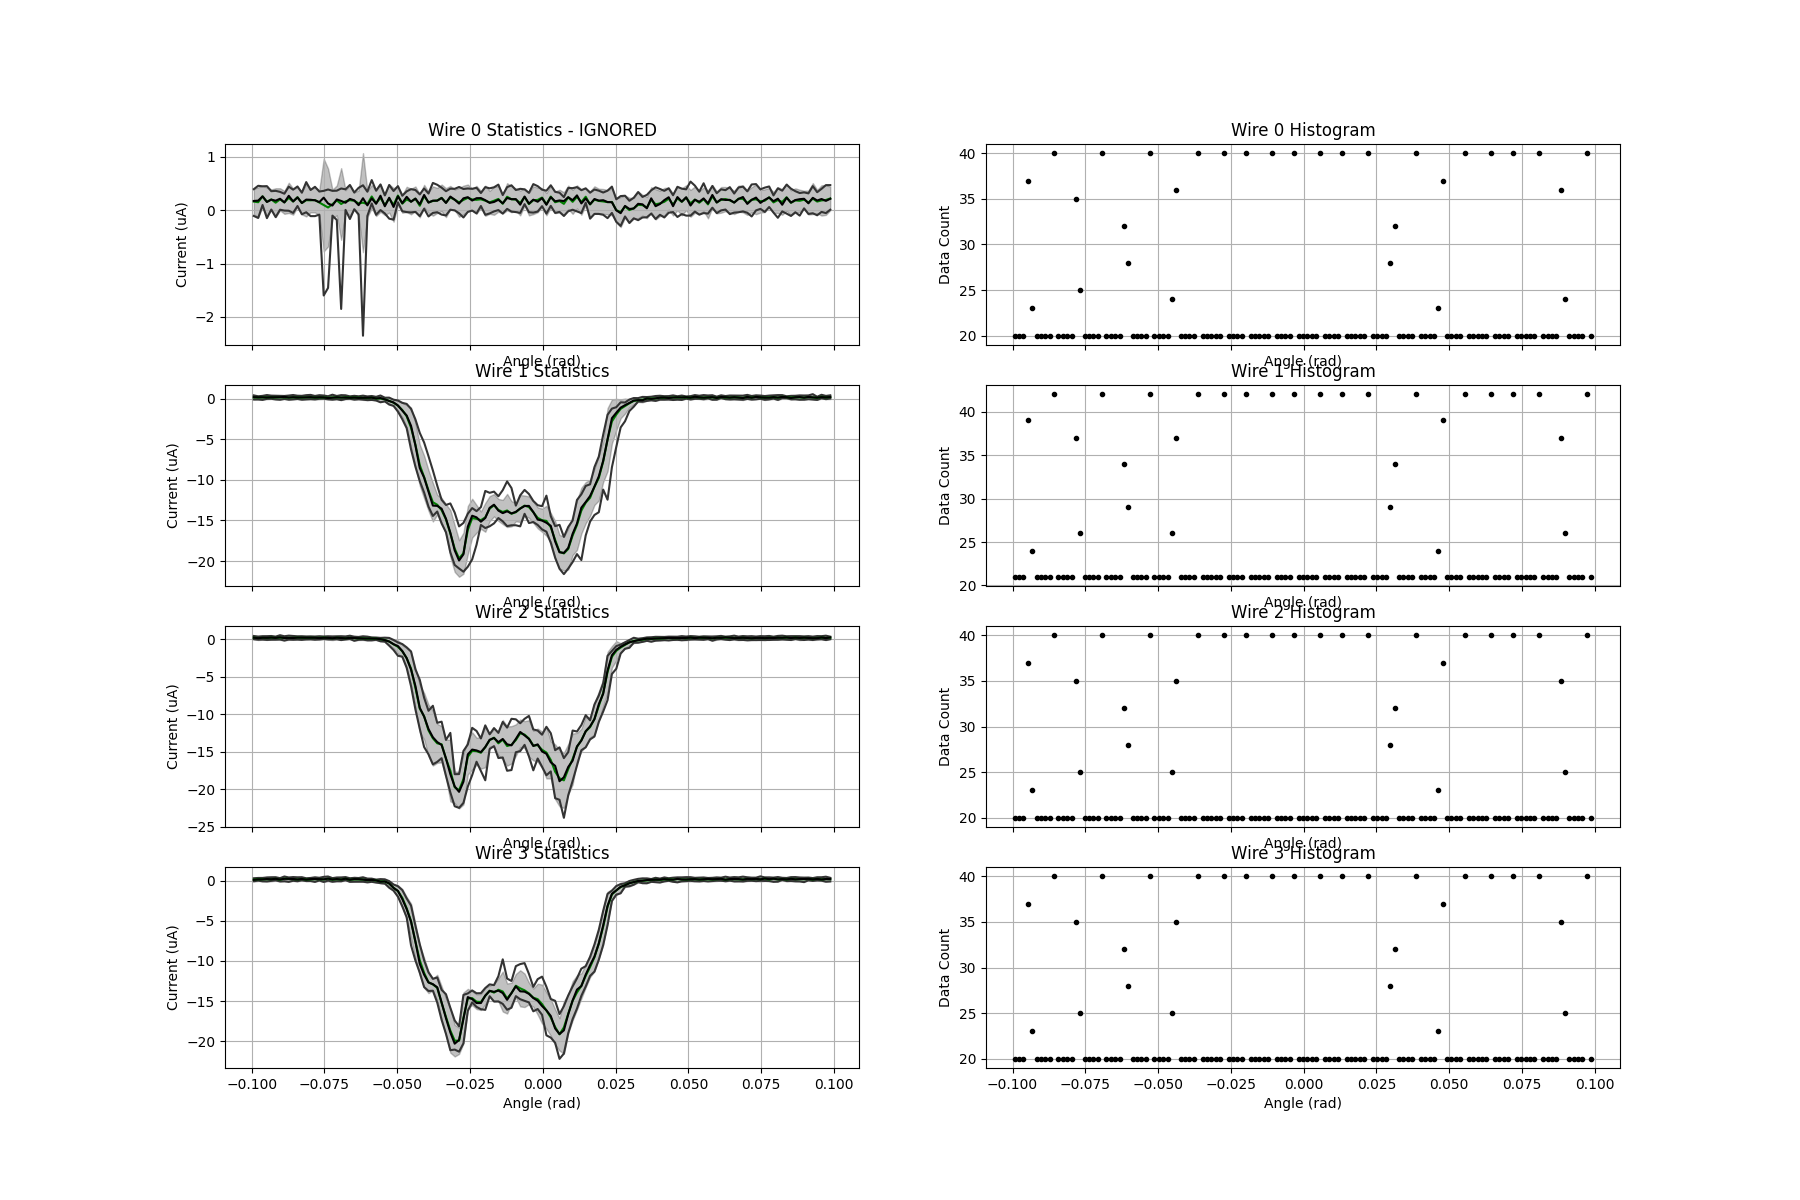 Wire 0 Statistics - IGNORED
Current (uA)
1
0
−1
−2
Angle (rad)
Wire 0 Histogram
Data Count
40
35
30
25
20
Angle (rad)
Wire 1 Statistics
Current (uA)
0
−5
−10
−15
−20
Angle (rad)
Wire 1 Histogram
Data Count
40
35
30
25
20
Angle (rad)
Wire 2 Statistics
Current (uA)
0
−5
−10
−15
−20
−25
Angle (rad)
Wire 2 Histogram
Data Count
40
35
30
25
20
Angle (rad)
Wire 3 Statistics
Current (uA)
0
−5
−10
−15
−20
−0.100 −0.075 −0.050 −0.025 0.000 0.025 0.050 0.075 0.100
Angle (rad)
Wire 3 Histogram
Data Count
40
35
30
25
20
−0.100 −0.075 −0.050 −0.025 0.000 0.025 0.050 0.075 0.100
Angle (rad)